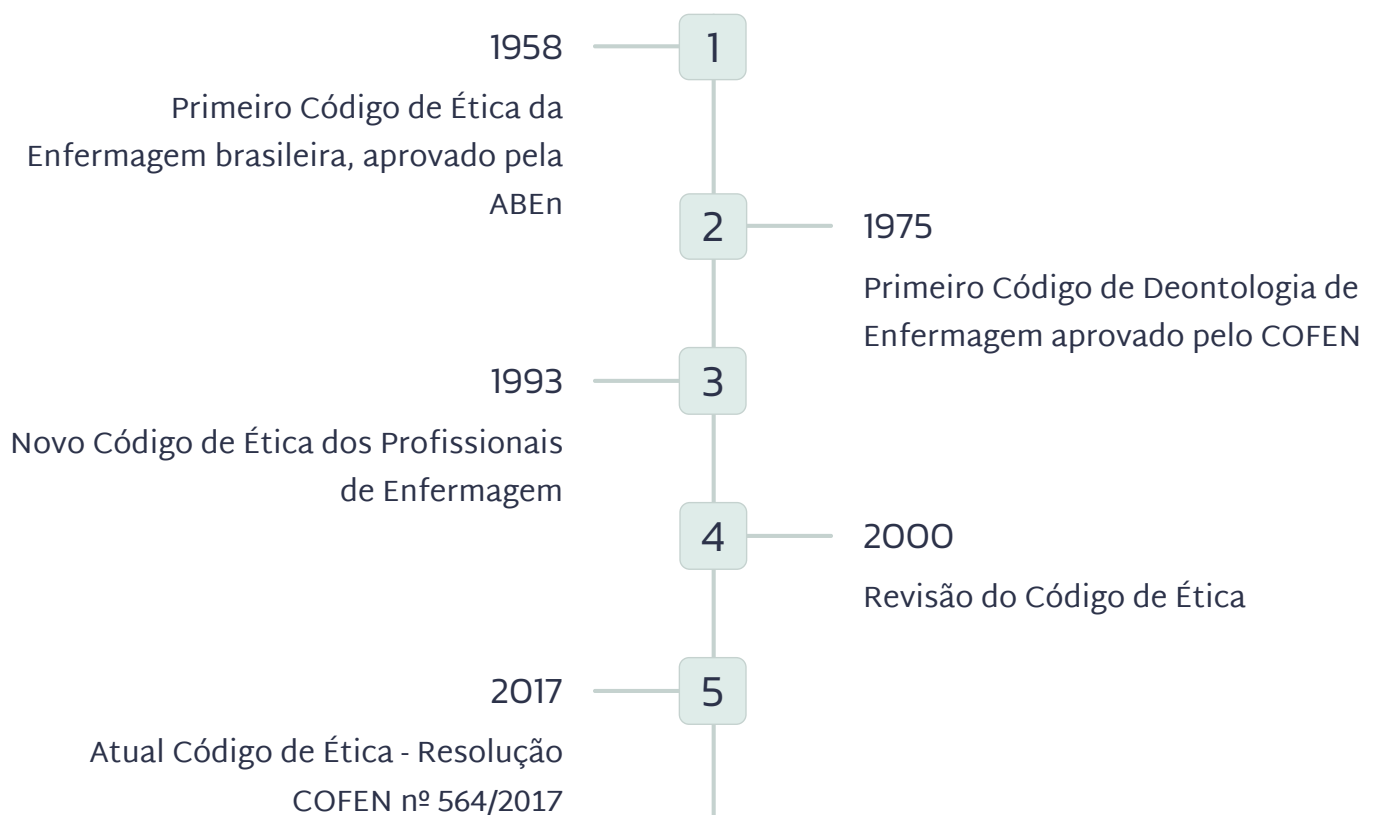 1958
1
Primeiro Código de Ética da
Enfermagem brasileira, aprovado pela
ABEn
2
1975
Primeiro Código de Deontologia de
Enfermagem aprovado pelo COFEN
1993
3
Novo Código de Ética dos Profissionais
de Enfermagem
4
2000
Revisão do Código de Ética
2017
5
Atual Código de Ética - Resolução
COFEN nº 564/2017